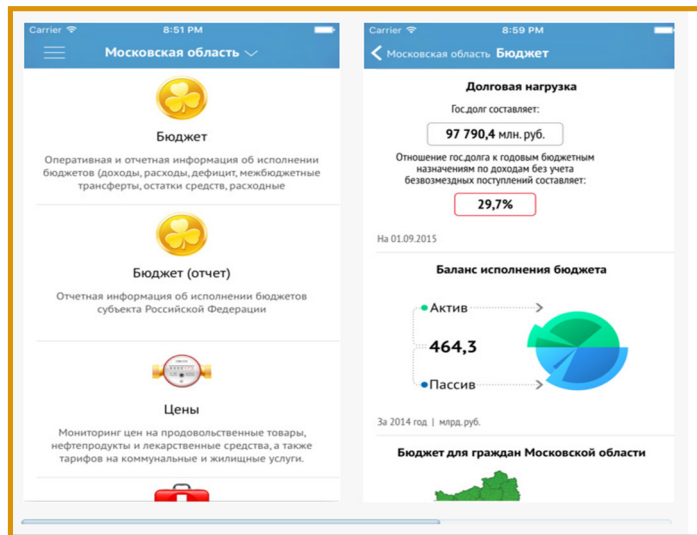 Carrier 8:51 PM
Московская область
Бюджет
Оперативная и отчетная информация об исполнении
бюджетов (доходы, расходы, дефицит, межбюджетные
трансферты, остатки средств, расходные
Бюджет (отчет)
Отчетная информация об исполнении бюджетов
субъекта Российской Федерации
Цены
Мониторинг цен на продовольственные товары,
нефтепродукты и лекарственные средства, а также
тарифов на коммунальные и жилищные услуги.
Carrier 8:59 PM
Московская область Бюджет
Долговая нагрузка
Гос.долг составляет:
97 790,4 млн. руб.
Отношение гос.долга к годовым бюджетным
назначениям по доходам без учета
безвозмездных поступлений составляет:
29,7%
На 01.09.2015
Баланс исполнения бюджета
Актив
464,3
Пассив
За 2014 год | млрд. руб.
Бюджет для граждан Московской области